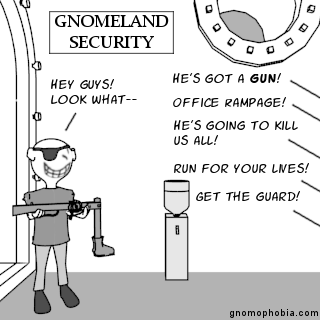 GNOMELAND
SECURITY
HEY GUYS!
LOOK WHAT--
HE'S GOT A GUN!
OFFICE RAMPAGE!
HE'S GOING TO KILL
US ALL!
RUN FOR YOUR LIVES!
GET THE GUARD!
gnomophobia.com